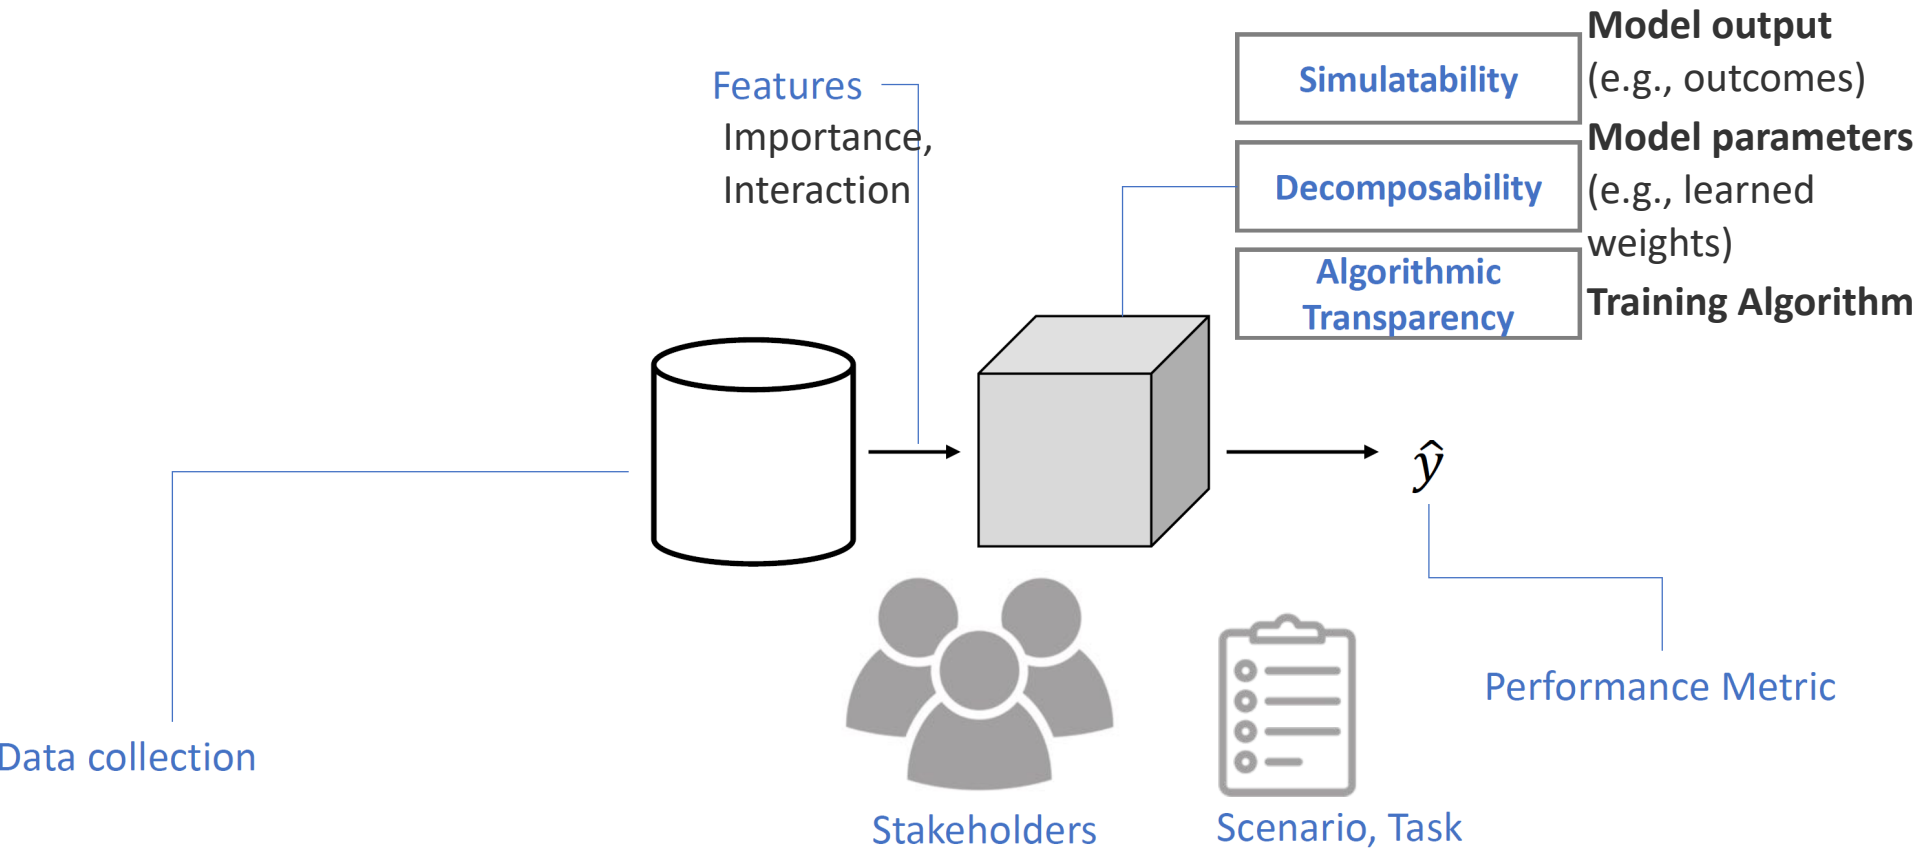 Features
Importance,
Interaction
Simulatability
Model output
(e.g., outcomes)
Decomposability
Model parameters
(e.g., learned
weights)
Algorithmic
Transparency
Training Algorithm
ŷ
Performance Metric
Data collection
Stakeholders
Scenario, Task